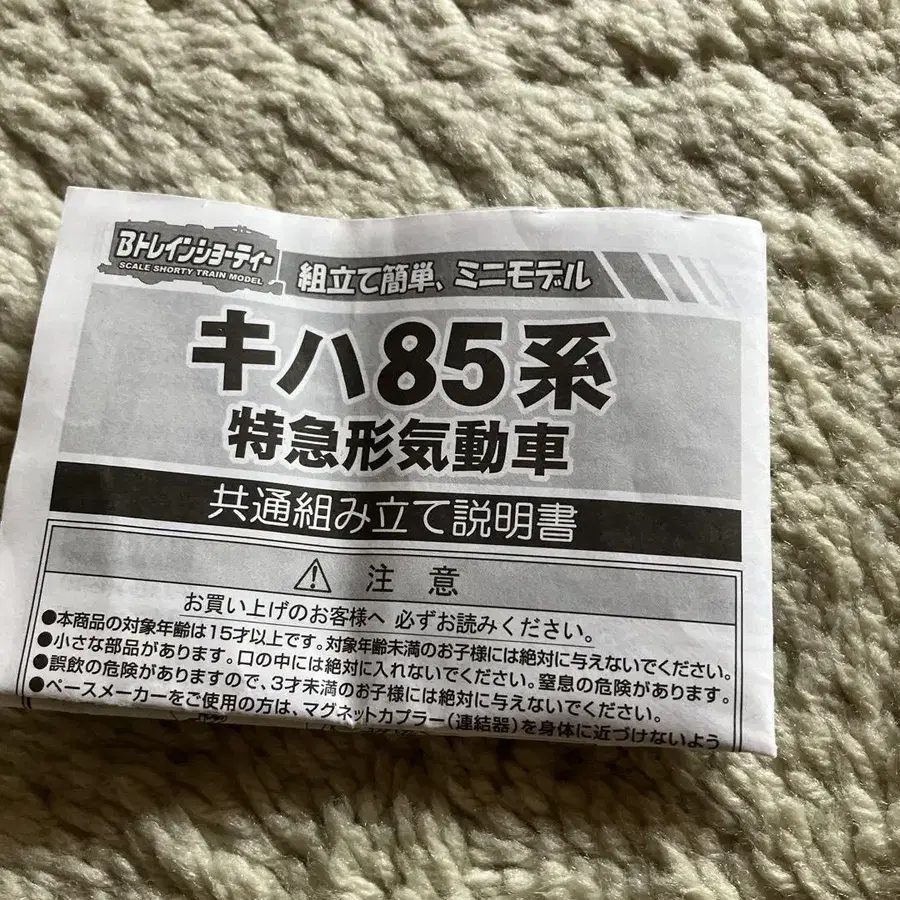 Bトレインショーティー
SCALE SHORTY TRAIN MODEL
組立て簡単、ミニモデル
キハ85系
特急形気動車
共通組み立て説明書
⚠ 注意
お買い上げのお客様へ 必ずお読みください。
●本商品の対象年齢は15才以上です。対象年齢未満のお子様には絶対に与えないでください。
●小さな部品があります。口の中には絶対に入れないでください。窒息の危険があります。
●誤飲の危険がありますので、3才未満のお子様には絶対に与えないでください。
●ペースメーカーをご使用の方は、マグネットカプラー(連結器)を身体に近づけないよう